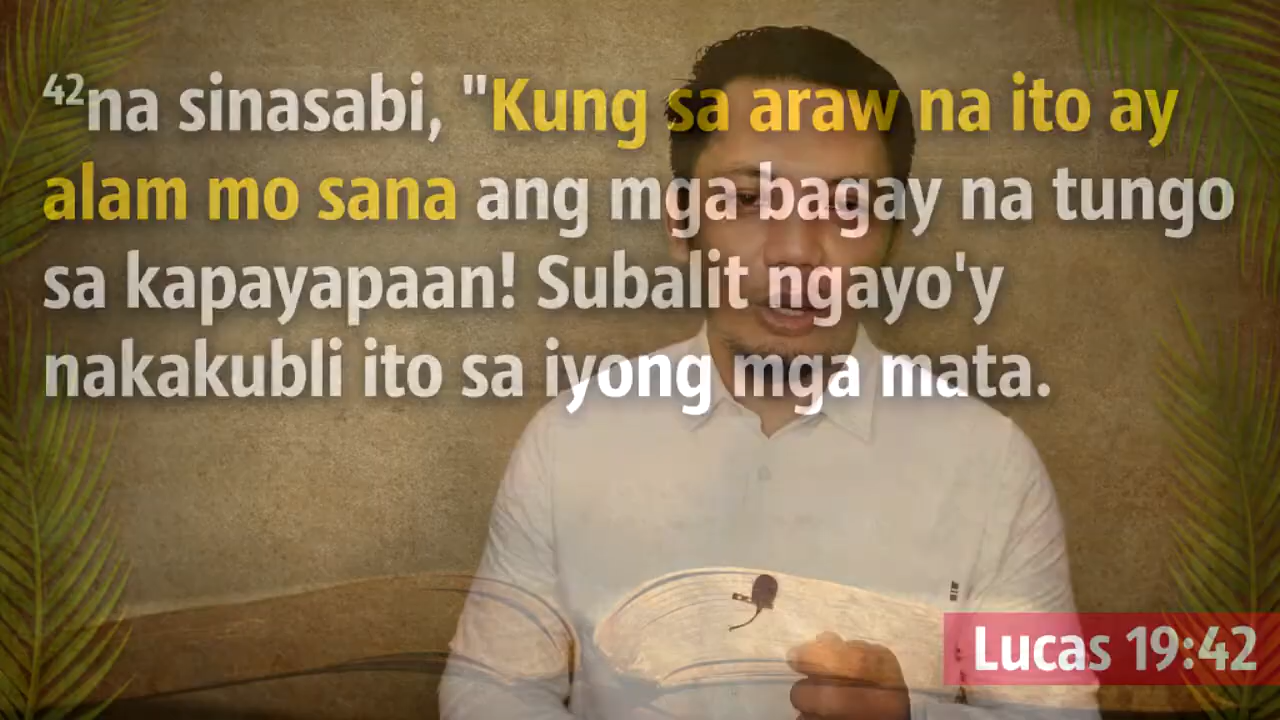 42na sinasabi, "Kung sa araw na ito ay
alam mo sana ang mga bagay na tungo
sa kapayapaan! Subalit ngayo'y
nakakubli ito sa iyong mga mata.
Lucas 19:42